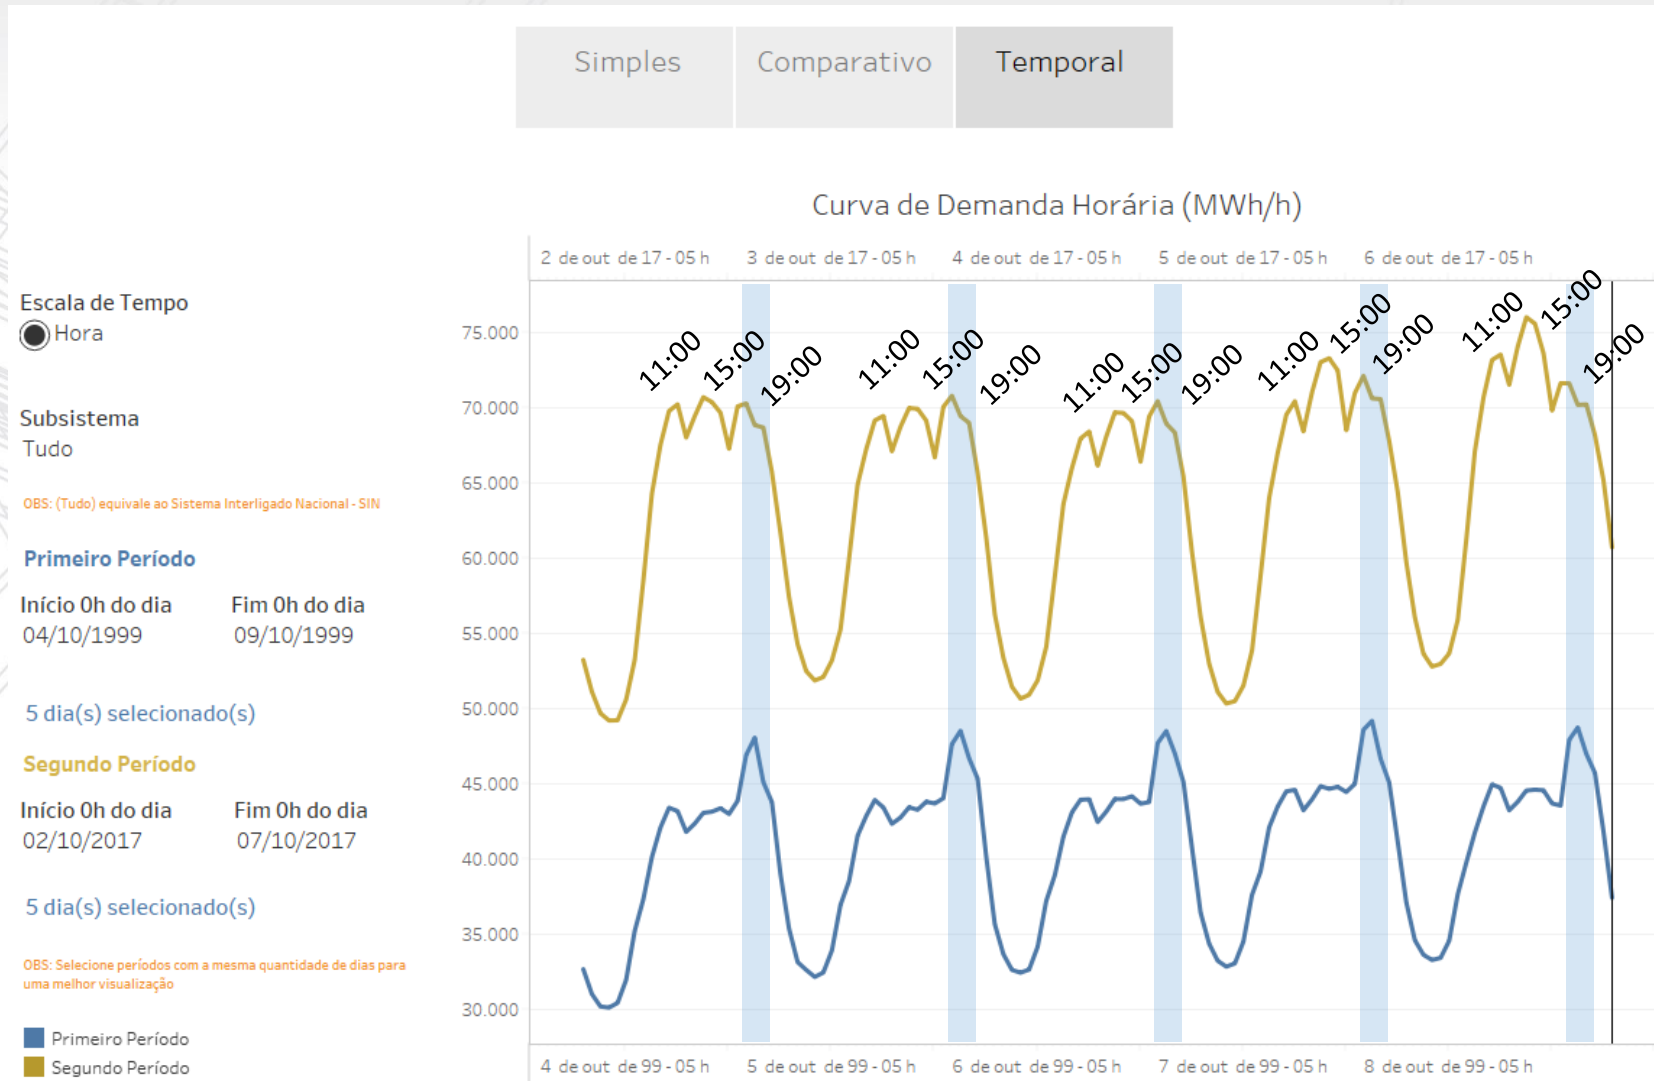 Simples
Comparativo
Temporal
Curva de Demanda Horária (MWh/h)
2 de out de 17 - 05 h
3 de out de 17 - 05 h
4 de out de 17 - 05 h
5 de out de 17 - 05 h
6 de out de 17 - 05 h
Escala de Tempo
Hora
Subsistema
Tudo
OBS: (Tudo) equivale ao Sistema Interligado Nacional - SIN
Primeiro Período
Início 0h do dia
Fim 0h do dia
04/10/1999
09/10/1999
5 dia(s) selecionado(s)
Segundo Período
Início 0h do dia
Fim 0h do dia
02/10/2017
07/10/2017
5 dia(s) selecionado(s)
OBS: Selecione períodos com a mesma quantidade de dias para
uma melhor visualização
Primeiro Período
Segundo Período
75.000
70.000
65.000
60.000
55.000
50.000
45.000
40.000
35.000
30.000
11:00
15:00
19:00
11:00
15:00
19:00
11:00
15:00
19:00
11:00
15:00
19:00
11:00
15:00
19:00
4 de out de 99 - 05 h
5 de out de 99 - 05 h
6 de out de 99 - 05 h
7 de out de 99 - 05 h
8 de out de 99 - 05 h